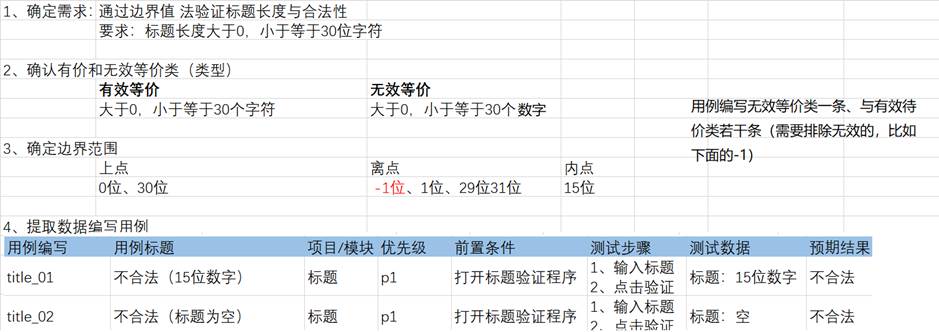 1、确定需求：通过边界值 法验证标题长度与合法性
要求：标题长度大于0，小于等于30位字符
2、确认有价和无效等价类（类型）
有效等价 无效等价
大于0，小于等于30个字符 大于0，小于等于30个数字
用例编写无效等价类一条、与有效待
价类若干条（需要排除无效的，比如
下面的-1）
3、确定边界范围
上点 离点 内点
0位、30位 -1位、1位、29位31位 15位
4、提取数据编写用例
用例编写 用例标题 项目/模块 优先级 前置条件 测试步骤 测试数据 预期结果
title_01 不合法（15位数字） 标题 p1 打开标题验证程序 1、输入标题 标题：15位数字 不合法
2、点击验证
title_02 不合法（标题为空） 标题 p1 打开标题验证程序 1、输入标题 标题：空 不合法
2、点击验证